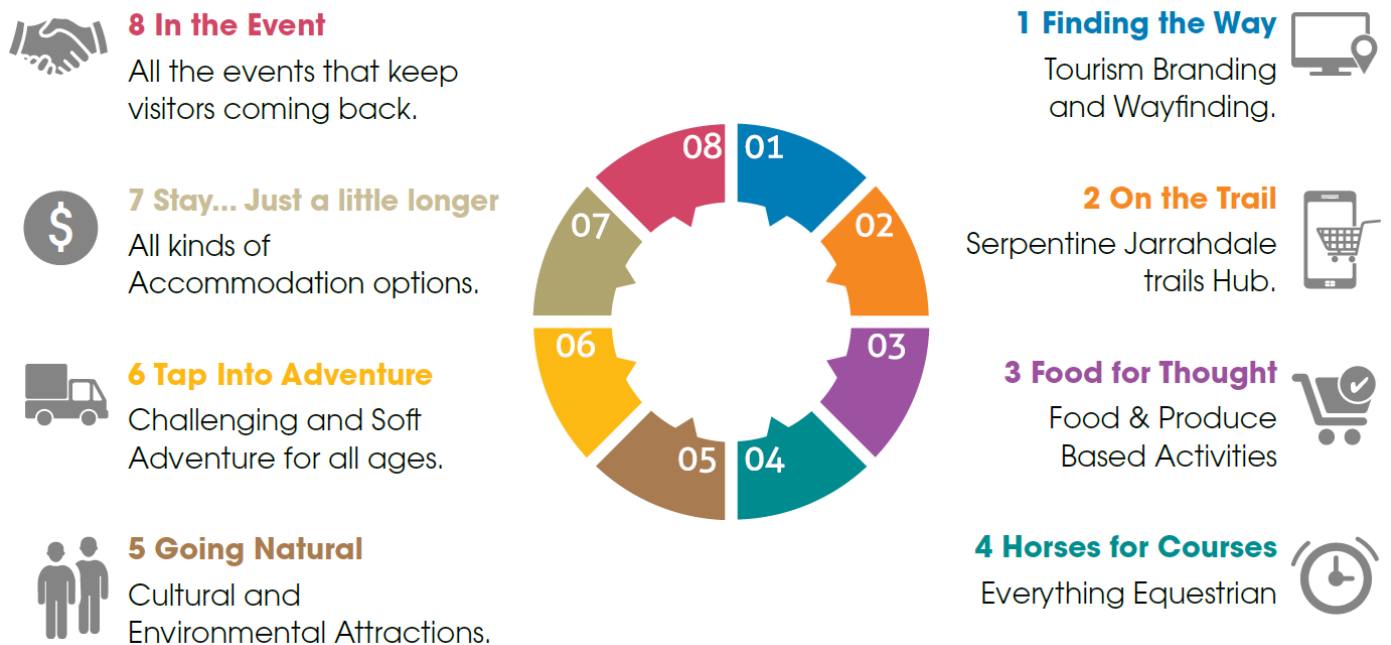 8 In the Event
All the events that keep
visitors coming back.
7 Stay... Just a little longer
All kinds of
Accommodation options.
6 Tap Into Adventure
Challenging and Soft
Adventure for all ages.
5 Going Natural
Cultural and
Environmental Attractions.
08 01
07 02
06 03
05 04
1 Finding the Way
Tourism Branding
and Wayfinding.
2 On the Trail
Serpentine Jarrahdale
trails Hub.
3 Food for Thought
Food & Produce
Based Activities
4 Horses for Courses
Everything Equestrian
$